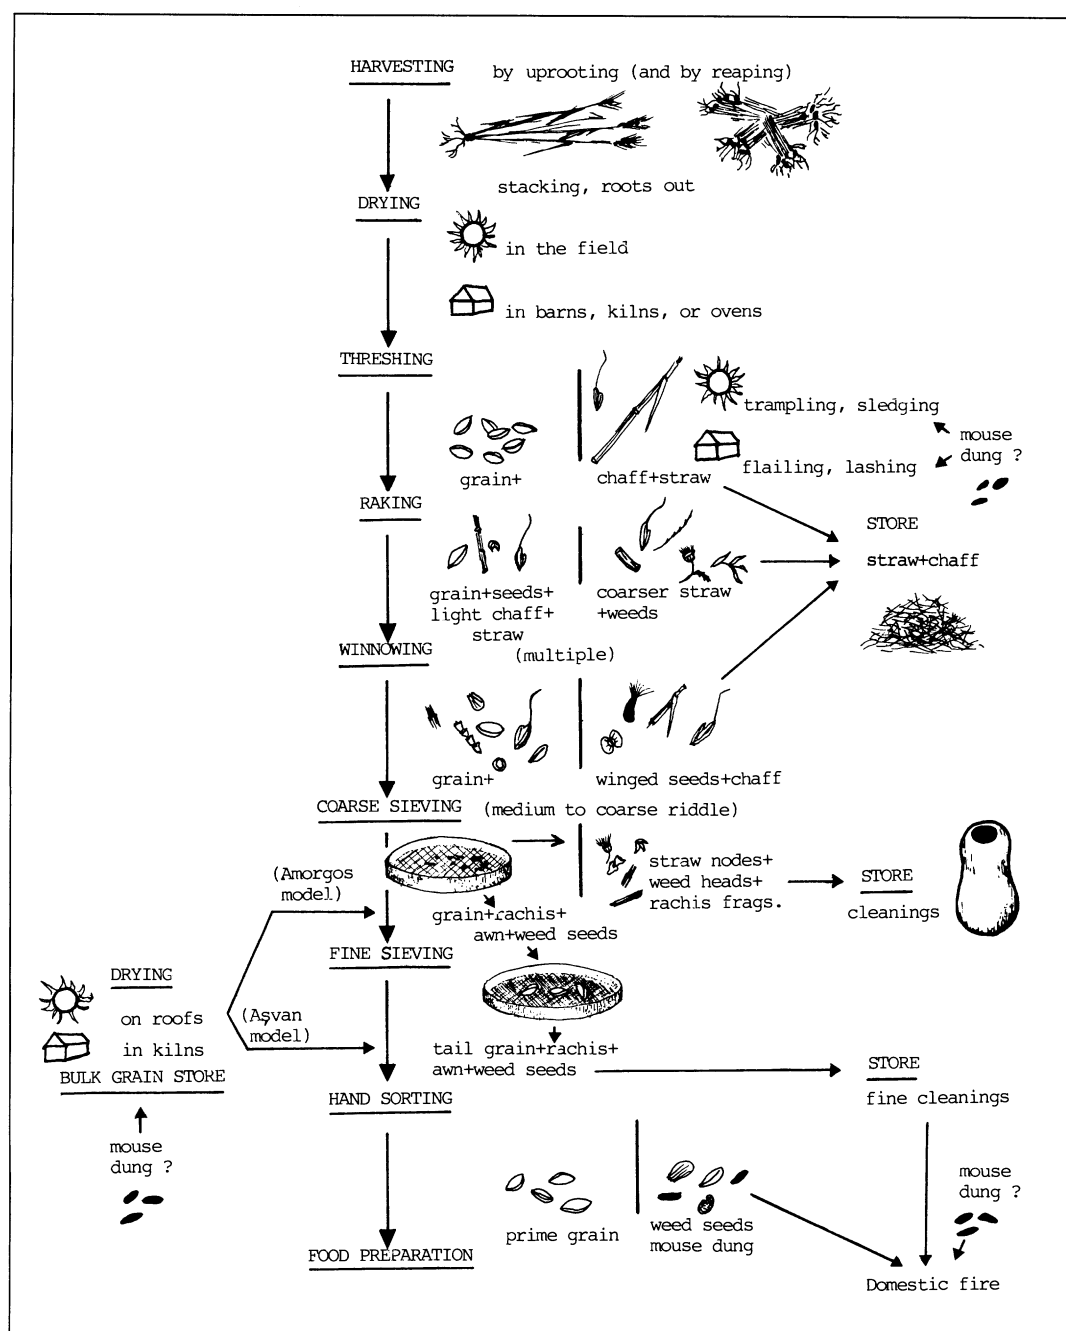 HARVESTING
by uprooting (and by reaping)
stacking, roots out
DRYING
in the field
in barns, kilns, or ovens
THRESHING
trampling, sledging
mouse
dung ?
flailing, lashing
grain+
chaff+straw
RAKING
STORE
straw+chaff
grain+seeds+
light chaff+
straw
coarser straw
+weeds
WINNOWING
(multiple)
grain+
winged seeds+chaff
COARSE SIEVING
(medium to coarse riddle)
straw nodes+
weed heads+
rachis frags.
STORE
cleanings
(Amorgos
model)
grain+rachis+
awn+weed seeds
FINE SIEVING
DRYING
on roofs
in kilns
BULK GRAIN STORE
(Aşvan
model)
tail grain+rachis+
awn+weed seeds
STORE
fine cleanings
HAND SORTING
mouse
dung ?
mouse
dung ?
prime grain
weed seeds
mouse dung
FOOD PREPARATION
Domestic fire